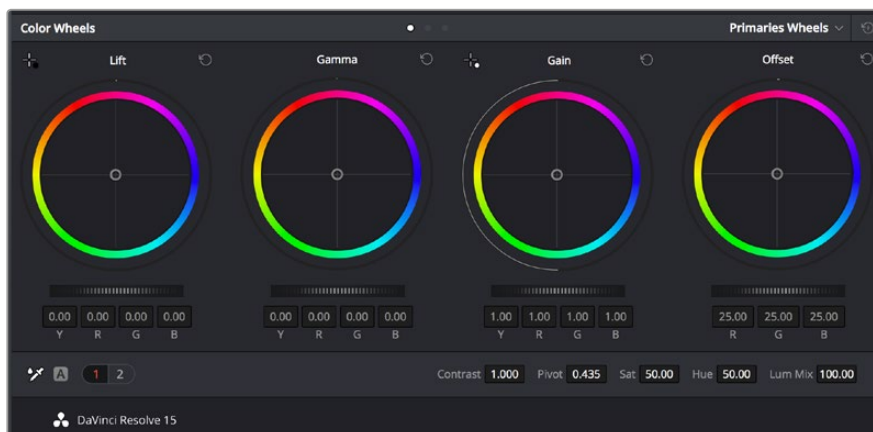 Color Wheels Primaries Wheels
Lift Gamma Gain Offset
0.00 0.00 0.00 0.00 0.00 0.00 0.00 0.00 1.00 1.00 1.00 1.00 25.00 25.00 25.00
Y R G B Y R G B Y R G B R G B
A 1 2 Contrast 1.000 Pivot 0.435 Sat 50.00 Hue 50.00 Lum Mix 100.00
DaVinci Resolve 15